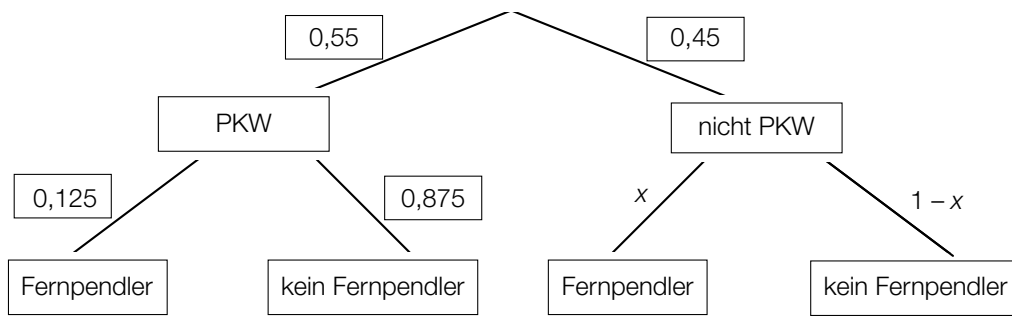 0,55
0,45
PKW
nicht PKW
0,125
0,875
x
1 – x
Fernpendler
kein Fernpendler
Fernpendler
kein Fernpendler